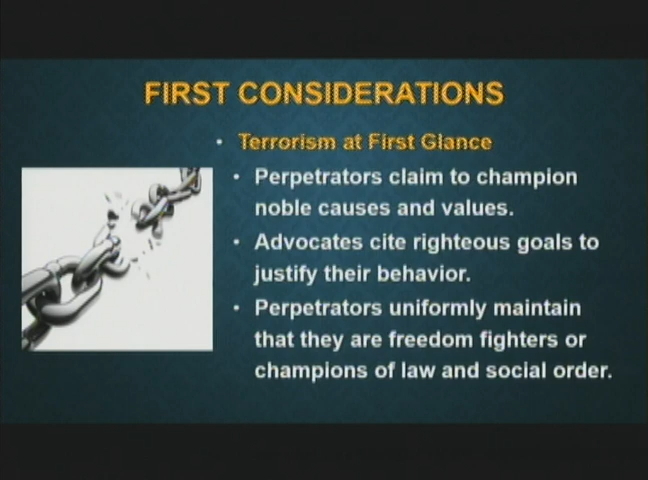 FIRST CONSIDERATIONS
• Terrorism at First Glance
• Perpetrators claim to champion
noble causes and values.
• Advocates cite righteous goals to
justify their behavior.
• Perpetrators uniformly maintain
that they are freedom fighters or
champions of law and social order.